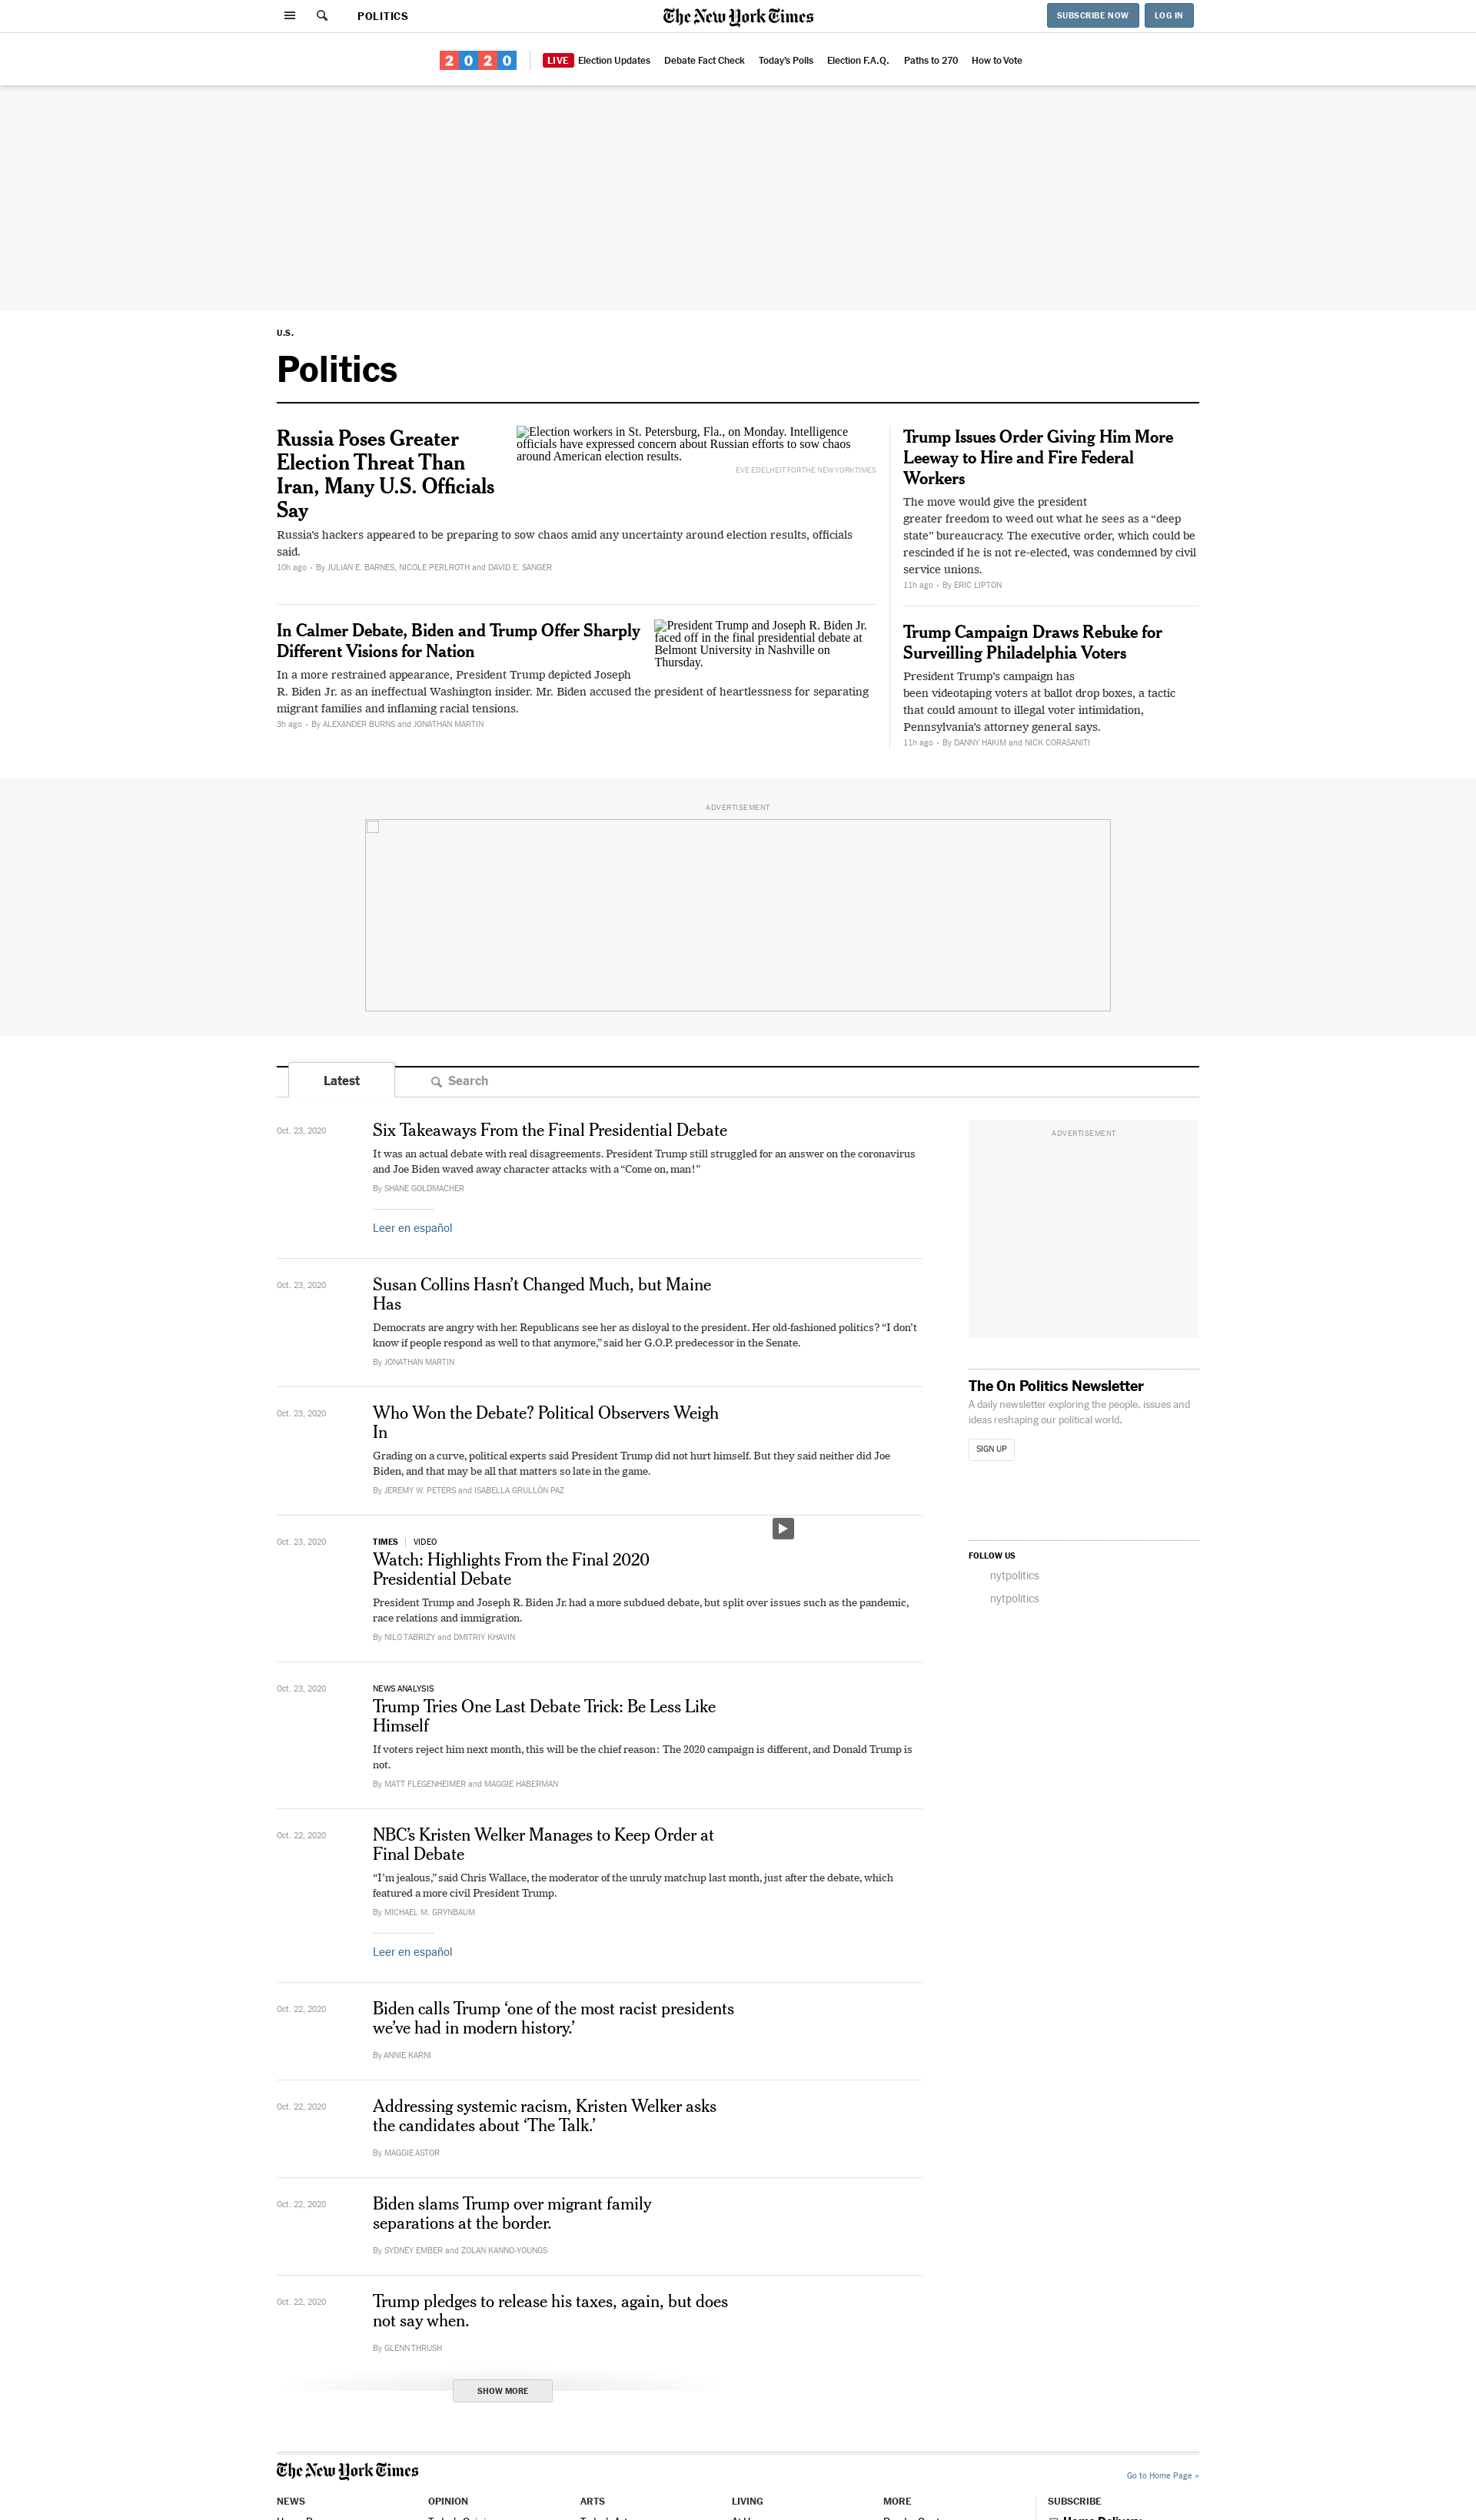 POLITICS
The New York Times
SUBSCRIBE NOW
LOG IN
2020
LIVE Election Updates
Debate Fact Check
Today's Polls
Election F.A.Q.
Paths to 270
How to Vote
U.S.
Politics
Russia Poses Greater
Election Threat Than
Iran, Many U.S. Officials
Say
Election workers in St. Petersburg, Fla., on Monday. Intelligence
officials have expressed concern about Russian efforts to sow chaos
around American election results.
EVE EDELHEIT FOR THE NEW YORK TIMES
Russia’s hackers appeared to be preparing to sow chaos amid any uncertainty around election results, officials
said.
10h ago • By JULIAN E. BARNES, NICOLE PERLROTH and DAVID E. SANGER
In Calmer Debate, Biden and Trump Offer Sharply
Different Visions for Nation
President Trump and Joseph R. Biden Jr.
faced off in the final presidential debate at
Belmont University in Nashville on
Thursday.
In a more restrained appearance, President Trump depicted Joseph
R. Biden Jr. as an ineffectual Washington insider. Mr. Biden accused the president of heartlessness for separating
migrant families and inflaming racial tensions.
3h ago • By ALEXANDER BURNS and JONATHAN MARTIN
Trump Issues Order Giving Him More
Leeway to Hire and Fire Federal
Workers
The move would give the president
greater freedom to weed out what he sees as a “deep
state” bureaucracy. The executive order, which could be
rescinded if he is not re-elected, was condemned by civil
service unions.
11h ago • By ERIC LIPTON
Trump Campaign Draws Rebuke for
Surveilling Philadelphia Voters
President Trump’s campaign has
been videotaping voters at ballot drop boxes, a tactic
that could amount to illegal voter intimidation,
Pennsylvania’s attorney general says.
11h ago • By DANNY HAKIM and NICK CORASANITI
ADVERTISEMENT
Latest
Search
Oct. 23, 2020
Six Takeaways From the Final Presidential Debate
It was an actual debate with real disagreements. President Trump still struggled for an answer on the coronavirus
and Joe Biden waved away character attacks with a “Come on, man!”
By SHANE GOLDMACHER
Leer en español
Oct. 23, 2020
Susan Collins Hasn’t Changed Much, but Maine
Has
Democrats are angry with her. Republicans see her as disloyal to the president. Her old-fashioned politics? “I don’t
know if people respond as well to that anymore,” said her G.O.P. predecessor in the Senate.
By JONATHAN MARTIN
Oct. 23, 2020
Who Won the Debate? Political Observers Weigh
In
Grading on a curve, political experts said President Trump did not hurt himself. But they said neither did Joe
Biden, and that may be all that matters so late in the game.
By JEREMY W. PETERS and ISABELLA GRULLÓN PAZ
Oct. 23, 2020
TIMES | VIDEO
Watch: Highlights From the Final 2020
Presidential Debate
President Trump and Joseph R. Biden Jr. had a more subdued debate, but split over issues such as the pandemic,
race relations and immigration.
By NILO TABRIZY and DMITRIY KHAVIN
Oct. 23, 2020
NEWS ANALYSIS
Trump Tries One Last Debate Trick: Be Less Like
Himself
If voters reject him next month, this will be the chief reason: The 2020 campaign is different, and Donald Trump is
not.
By MATT FLEGENHEIMER and MAGGIE HABERMAN
Oct. 22, 2020
NBC’s Kristen Welker Manages to Keep Order at
Final Debate
“I’m jealous,” said Chris Wallace, the moderator of the unruly matchup last month, just after the debate, which
featured a more civil President Trump.
By MICHAEL M. GRYNBAUM
Leer en español
Oct. 22, 2020
Biden calls Trump ‘one of the most racist presidents
we’ve had in modern history.’
By ANNIE KARNI
Oct. 22, 2020
Addressing systemic racism, Kristen Welker asks
the candidates about ‘The Talk.’
By MAGGIE ASTOR
Oct. 22, 2020
Biden slams Trump over migrant family
separations at the border.
By SYDNEY EMBER and ZOLAN KANNO-YOUNGS
Oct. 22, 2020
Trump pledges to release his taxes, again, but does
not say when.
By GLENN THRUSH
SHOW MORE
ADVERTISEMENT
The On Politics Newsletter
A daily newsletter exploring the people, issues and
ideas reshaping our political world.
SIGN UP
FOLLOW US
nytpolitics
nytpolitics
The New York Times
Go to Home Page »
NEWS
OPINION
ARTS
LIVING
MORE
SUBSCRIBE